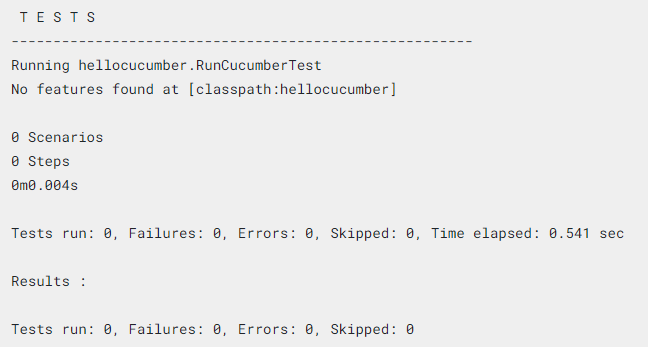 T E S T S
-------------------------------------------------------
Running hellocucumber.RunCucumberTest
No features found at [classpath:hellocucumber]
0 Scenarios
0 Steps
0m0.004s
Tests run: 0, Failures: 0, Errors: 0, Skipped: 0, Time elapsed: 0.541 sec
Results :
Tests run: 0, Failures: 0, Errors: 0, Skipped: 0